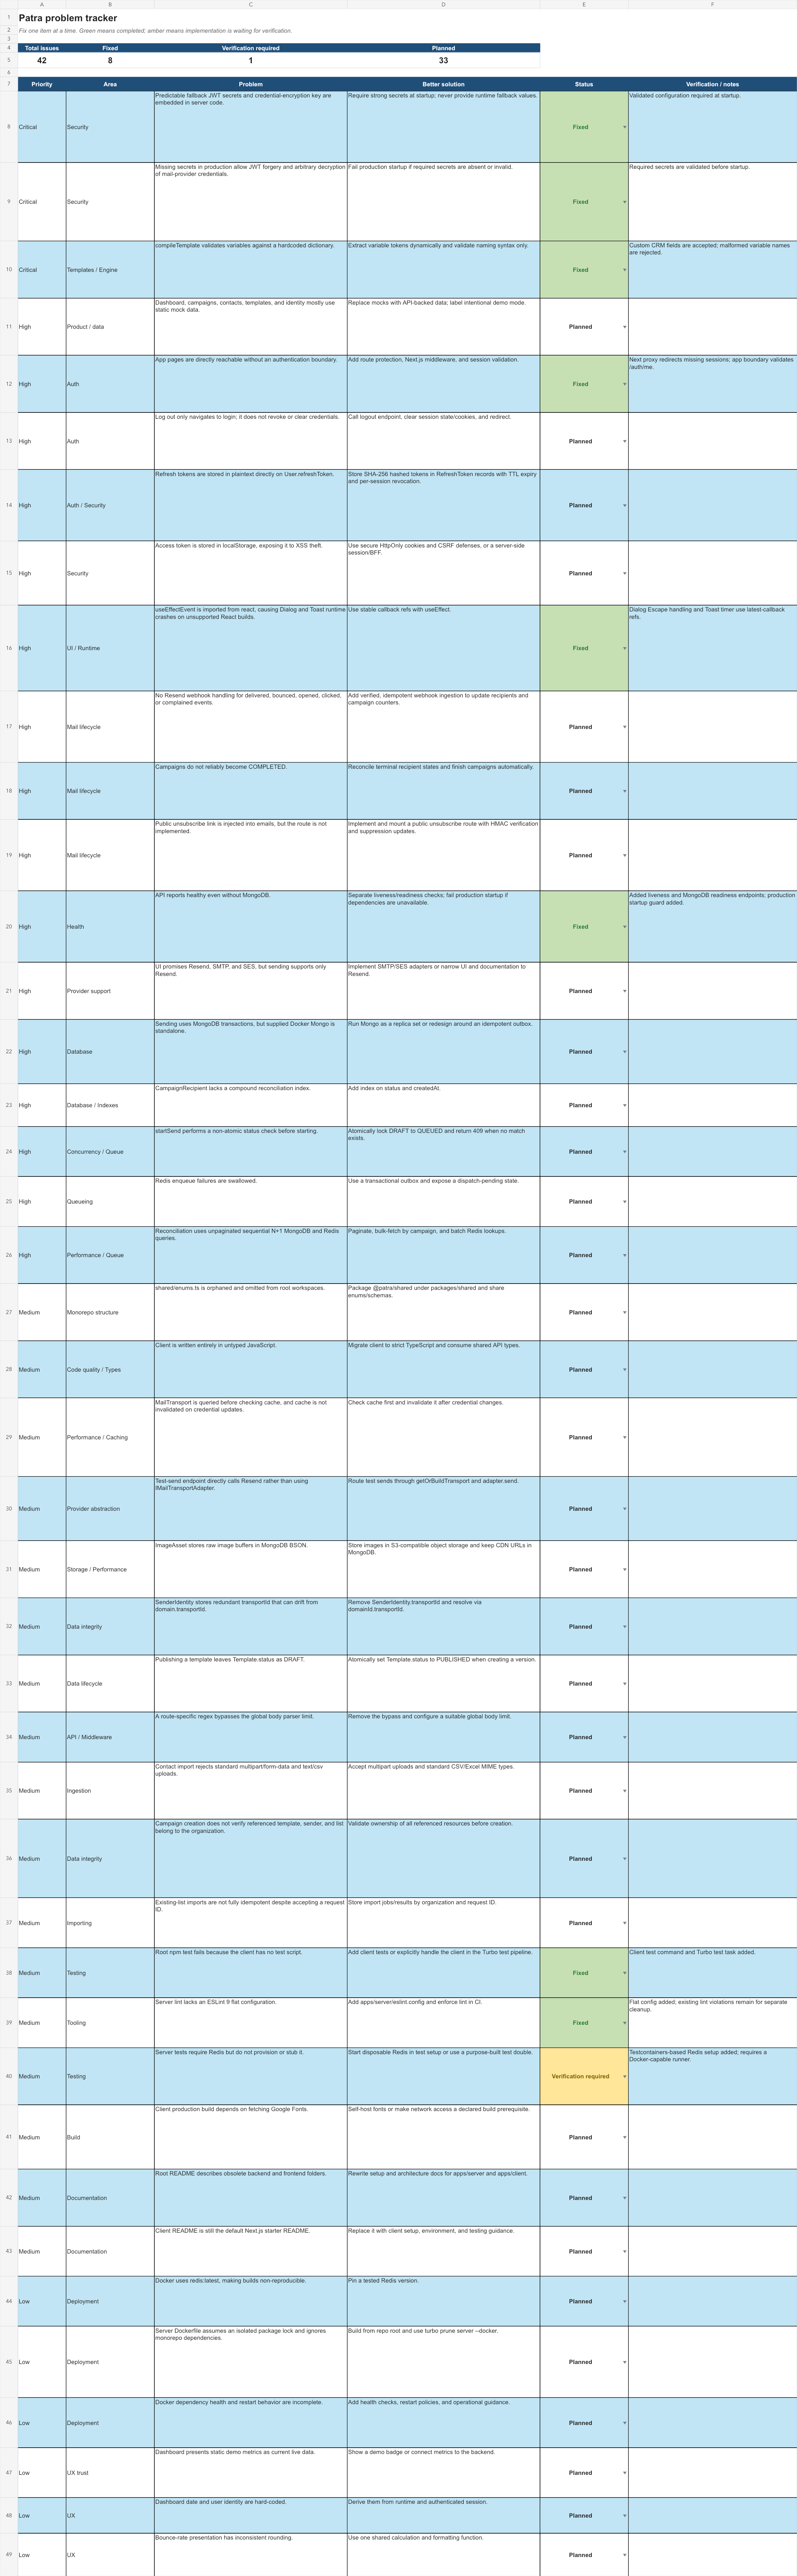 A B C D E F
1 Patra problem tracker
2 Fix one item at a time. Green means completed; amber means implementation is waiting for verification.
3
4 Total issues Fixed Verification required Planned
5 42 8 1 33
6
7 Priority Area Problem Better solution Status Verification / notes
8 Critical Security Predictable fallback JWT secrets and credential-encryption key are embedded in server code. Require strong secrets at startup; never provide runtime fallback values. Fixed Validated configuration required at startup.
9 Critical Security Missing secrets in production allow JWT forgery and arbitrary decryption of mail-provider credentials. Fail production startup if required secrets are absent or invalid. Fixed Required secrets are validated before startup.
10 Critical Templates / Engine compileTemplate validates variables against a hardcoded dictionary. Extract variable tokens dynamically and validate naming syntax only. Fixed Custom CRM fields are accepted; malformed variable names are rejected.
11 High Product / data Dashboard, campaigns, contacts, templates, and identity mostly use static mock data. Replace mocks with API-backed data; label intentional demo mode. Planned
12 High Auth App pages are directly reachable without an authentication boundary. Add route protection, Next.js middleware, and session validation. Fixed Next proxy redirects missing sessions; app boundary validates /auth/me.
13 High Auth Log out only navigates to login; it does not revoke or clear credentials. Call logout endpoint, clear session state/cookies, and redirect. Planned
14 High Auth / Security Refresh tokens are stored in plaintext directly on User.refreshToken. Store SHA-256 hashed tokens in RefreshToken records with TTL expiry and per-session revocation. Planned
15 High Security Access token is stored in localStorage, exposing it to XSS theft. Use secure HttpOnly cookies and CSRF defenses, or a server-side session/BFF. Planned
16 High UI / Runtime useEffectEvent is imported from react, causing Dialog and Toast runtime crashes on unsupported React builds. Use stable callback refs with useEffect. Fixed Dialog Escape handling and Toast timer use latest-callback refs.
17 High Mail lifecycle No Resend webhook handling for delivered, bounced, opened, clicked, or complained events. Add verified, idempotent webhook ingestion to update recipients and campaign counters. Planned
18 High Mail lifecycle Campaigns do not reliably become COMPLETED. Reconcile terminal recipient states and finish campaigns automatically. Planned
19 High Mail lifecycle Public unsubscribe link is injected into emails, but the route is not implemented. Implement and mount a public unsubscribe route with HMAC verification and suppression updates. Planned
20 High Health API reports healthy even without MongoDB. Separate liveness/readiness checks; fail production startup if dependencies are unavailable. Fixed Added liveness and MongoDB readiness endpoints; production startup guard added.
21 High Provider support UI promises Resend, SMTP, and SES, but sending supports only Resend. Implement SMTP/SES adapters or narrow UI and documentation to Resend. Planned
22 High Database Sending uses MongoDB transactions, but supplied Docker Mongo is standalone. Run Mongo as a replica set or redesign around an idempotent outbox. Planned
23 High Database / Indexes CampaignRecipient lacks a compound reconciliation index. Add index on status and createdAt. Planned
24 High Concurrency / Queue startSend performs a non-atomic status check before starting. Atomically lock DRAFT to QUEUED and return 409 when no match exists. Planned
25 High Queueing Redis enqueue failures are swallowed. Use a transactional outbox and expose a dispatch-pending state. Planned
26 High Performance / Queue Reconciliation uses unpaginated sequential N+1 MongoDB and Redis queries. Paginate, bulk-fetch by campaign, and batch Redis lookups. Planned
27 Medium Monorepo structure shared/enums.ts is orphaned and omitted from root workspaces. Package @patra/shared under packages/shared and share enums/schemas. Planned
28 Medium Code quality / Types Client is written entirely in untyped JavaScript. Migrate client to strict TypeScript and consume shared API types. Planned
29 Medium Performance / Caching MailTransport is queried before checking cache, and cache is not invalidated on credential updates. Check cache first and invalidate it after credential changes. Planned
30 Medium Provider abstraction Test-send endpoint directly calls Resend rather than using IMailTransportAdapter. Route test sends through getOrBuildTransport and adapter.send. Planned
31 Medium Storage / Performance ImageAsset stores raw image buffers in MongoDB BSON. Store images in S3-compatible object storage and keep CDN URLs in MongoDB. Planned
32 Medium Data integrity SenderIdentity stores redundant transportId that can drift from domain.transportId. Remove SenderIdentity.transportId and resolve via domainId.transportId. Planned
33 Medium Data lifecycle Publishing a template leaves Template.status as DRAFT. Atomically set Template.status to PUBLISHED when creating a version. Planned
34 Medium API / Middleware A route-specific regex bypasses the global body parser limit. Remove the bypass and configure a suitable global body limit. Planned
35 Medium Ingestion Contact import rejects standard multipart/form-data and text/csv uploads. Accept multipart uploads and standard CSV/Excel MIME types. Planned
36 Medium Data integrity Campaign creation does not verify referenced template, sender, and list belong to the organization. Validate ownership of all referenced resources before creation. Planned
37 Medium Importing Existing-list imports are not fully idempotent despite accepting a request ID. Store import jobs/results by organization and request ID. Planned
38 Medium Testing Root npm test fails because the client has no test script. Add client tests or explicitly handle the client in the Turbo test pipeline. Fixed Client test command and Turbo test task added.
39 Medium Tooling Server lint lacks an ESLint 9 flat configuration. Add apps/server/eslint.config and enforce lint in CI. Fixed Flat config added; existing lint violations remain for separate cleanup.
40 Medium Testing Server tests require Redis but do not provision or stub it. Start disposable Redis in test setup or use a purpose-built test double. Verification required Testcontainers-based Redis setup added; requires a Docker-capable runner.
41 Medium Build Client production build depends on fetching Google Fonts. Self-host fonts or make network access a declared build prerequisite. Planned
42 Medium Documentation Root README describes obsolete backend and frontend folders. Rewrite setup and architecture docs for apps/server and apps/client. Planned
43 Medium Documentation Client README is still the default Next.js starter README. Replace it with client setup, environment, and testing guidance. Planned
44 Low Deployment Docker uses redis:latest, making builds non-reproducible. Pin a tested Redis version. Planned
45 Low Deployment Server Dockerfile assumes an isolated package lock and ignores monorepo dependencies. Build from repo root and use turbo prune server --docker. Planned
46 Low Deployment Docker dependency health and restart behavior are incomplete. Add health checks, restart policies, and operational guidance. Planned
47 Low UX trust Dashboard presents static demo metrics as current live data. Show a demo badge or connect metrics to the backend. Planned
48 Low UX Dashboard date and user identity are hard-coded. Derive them from runtime and authenticated session. Planned
49 Low UX Bounce-rate presentation has inconsistent rounding. Use one shared calculation and formatting function. Planned